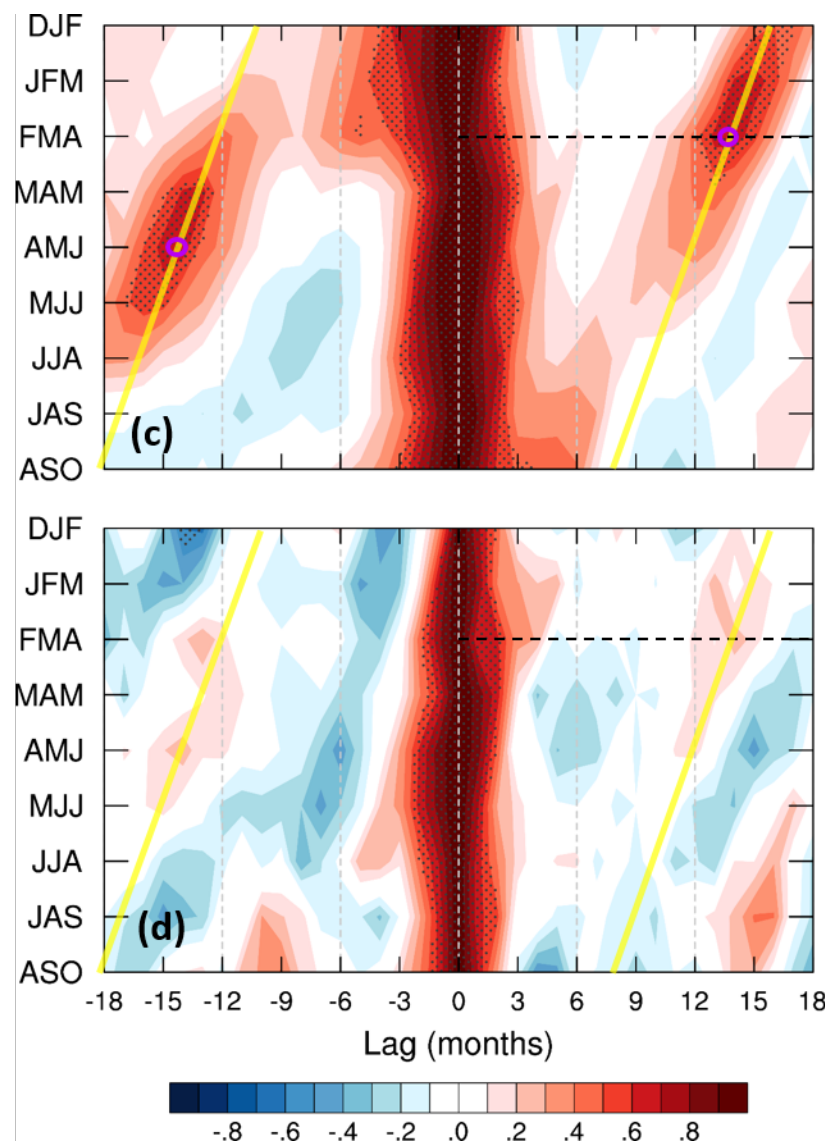 DJF
JFM
FMA
MAM
AMJ
MJJ
JJA
JAS
ASO
(c)
DJF
JFM
FMA
MAM
AMJ
MJJ
JJA
JAS
ASO
(d)
-18 -15 -12 -9 -6 -3 0 3 6 9 12 15 18
Lag (months)
-.8 -.6 -.4 -.2 .0 .2 .4 .6 .8